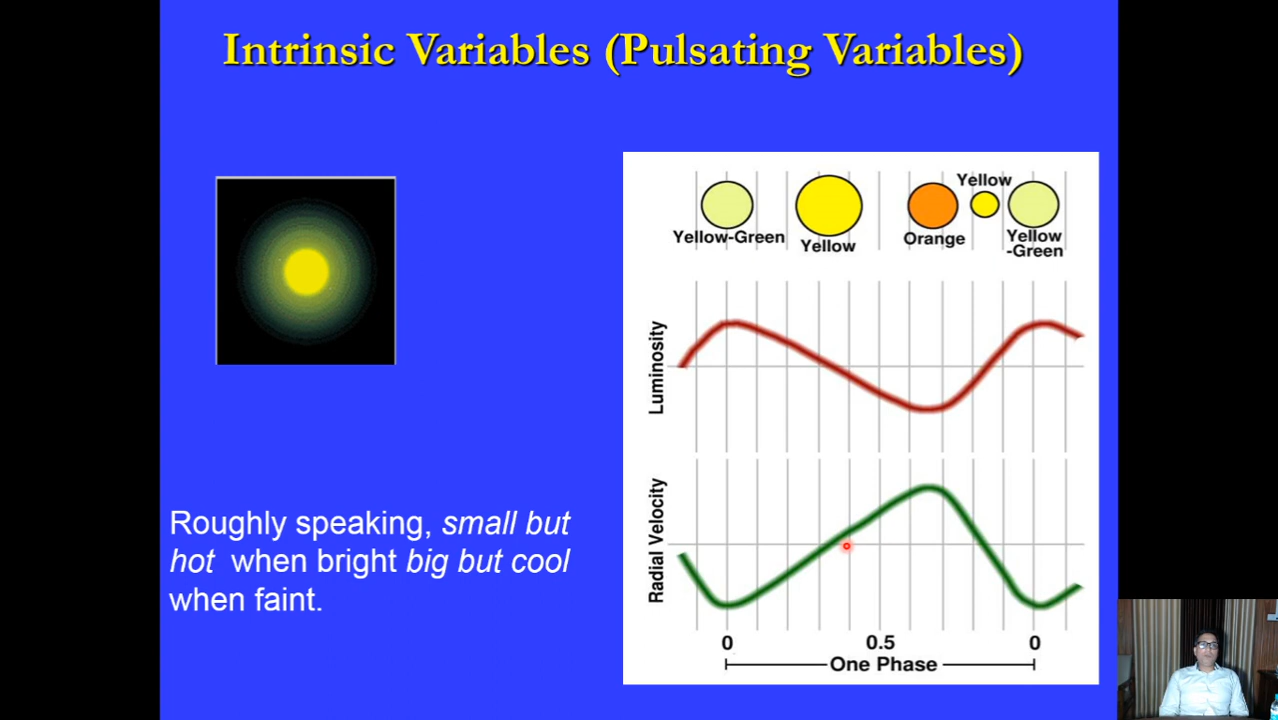 Intrinsic Variables (Pulsating Variables)
Yellow
Yellow-Green
Yellow
Orange
Yellow
-Green
Luminosity
Radial Velocity
0
0.5
0
One Phase
Roughly speaking, small but
hot when bright big but cool
when faint.